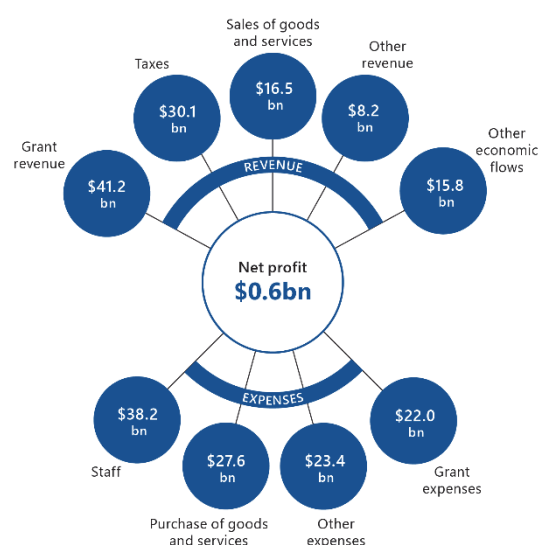 Sales of goods
and services
$16.5
bn
Other
revenue
$8.2
bn
Taxes
$30.1
bn
Grant
revenue
$41.2
bn
Other
economic
flows
$15.8
bn
REVENUE
Net profit
$0.6bn
EXPENSES
$38.2
bn
Staff
$27.6
bn
Purchase of goods
and services
$23.4
bn
Other
expenses
$22.0
bn
Grant
expenses